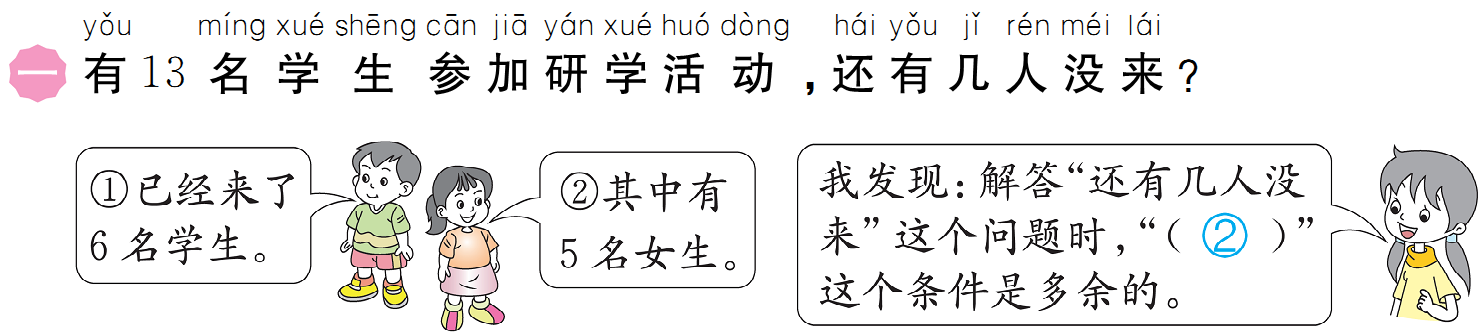 yǒu míng xué shēng cān jiā yán xué huó dòng hái yǒu jǐ rén méi lái
一 有 13 名 学 生 参 加 研 学 活 动 , 还 有 几 人 没 来 ?
①已经来了
6 名学生。
②其中有
5 名女生。
我发现:解答“还有几人没
来”这个问题时,“( ② )”
这个条件是多余的。